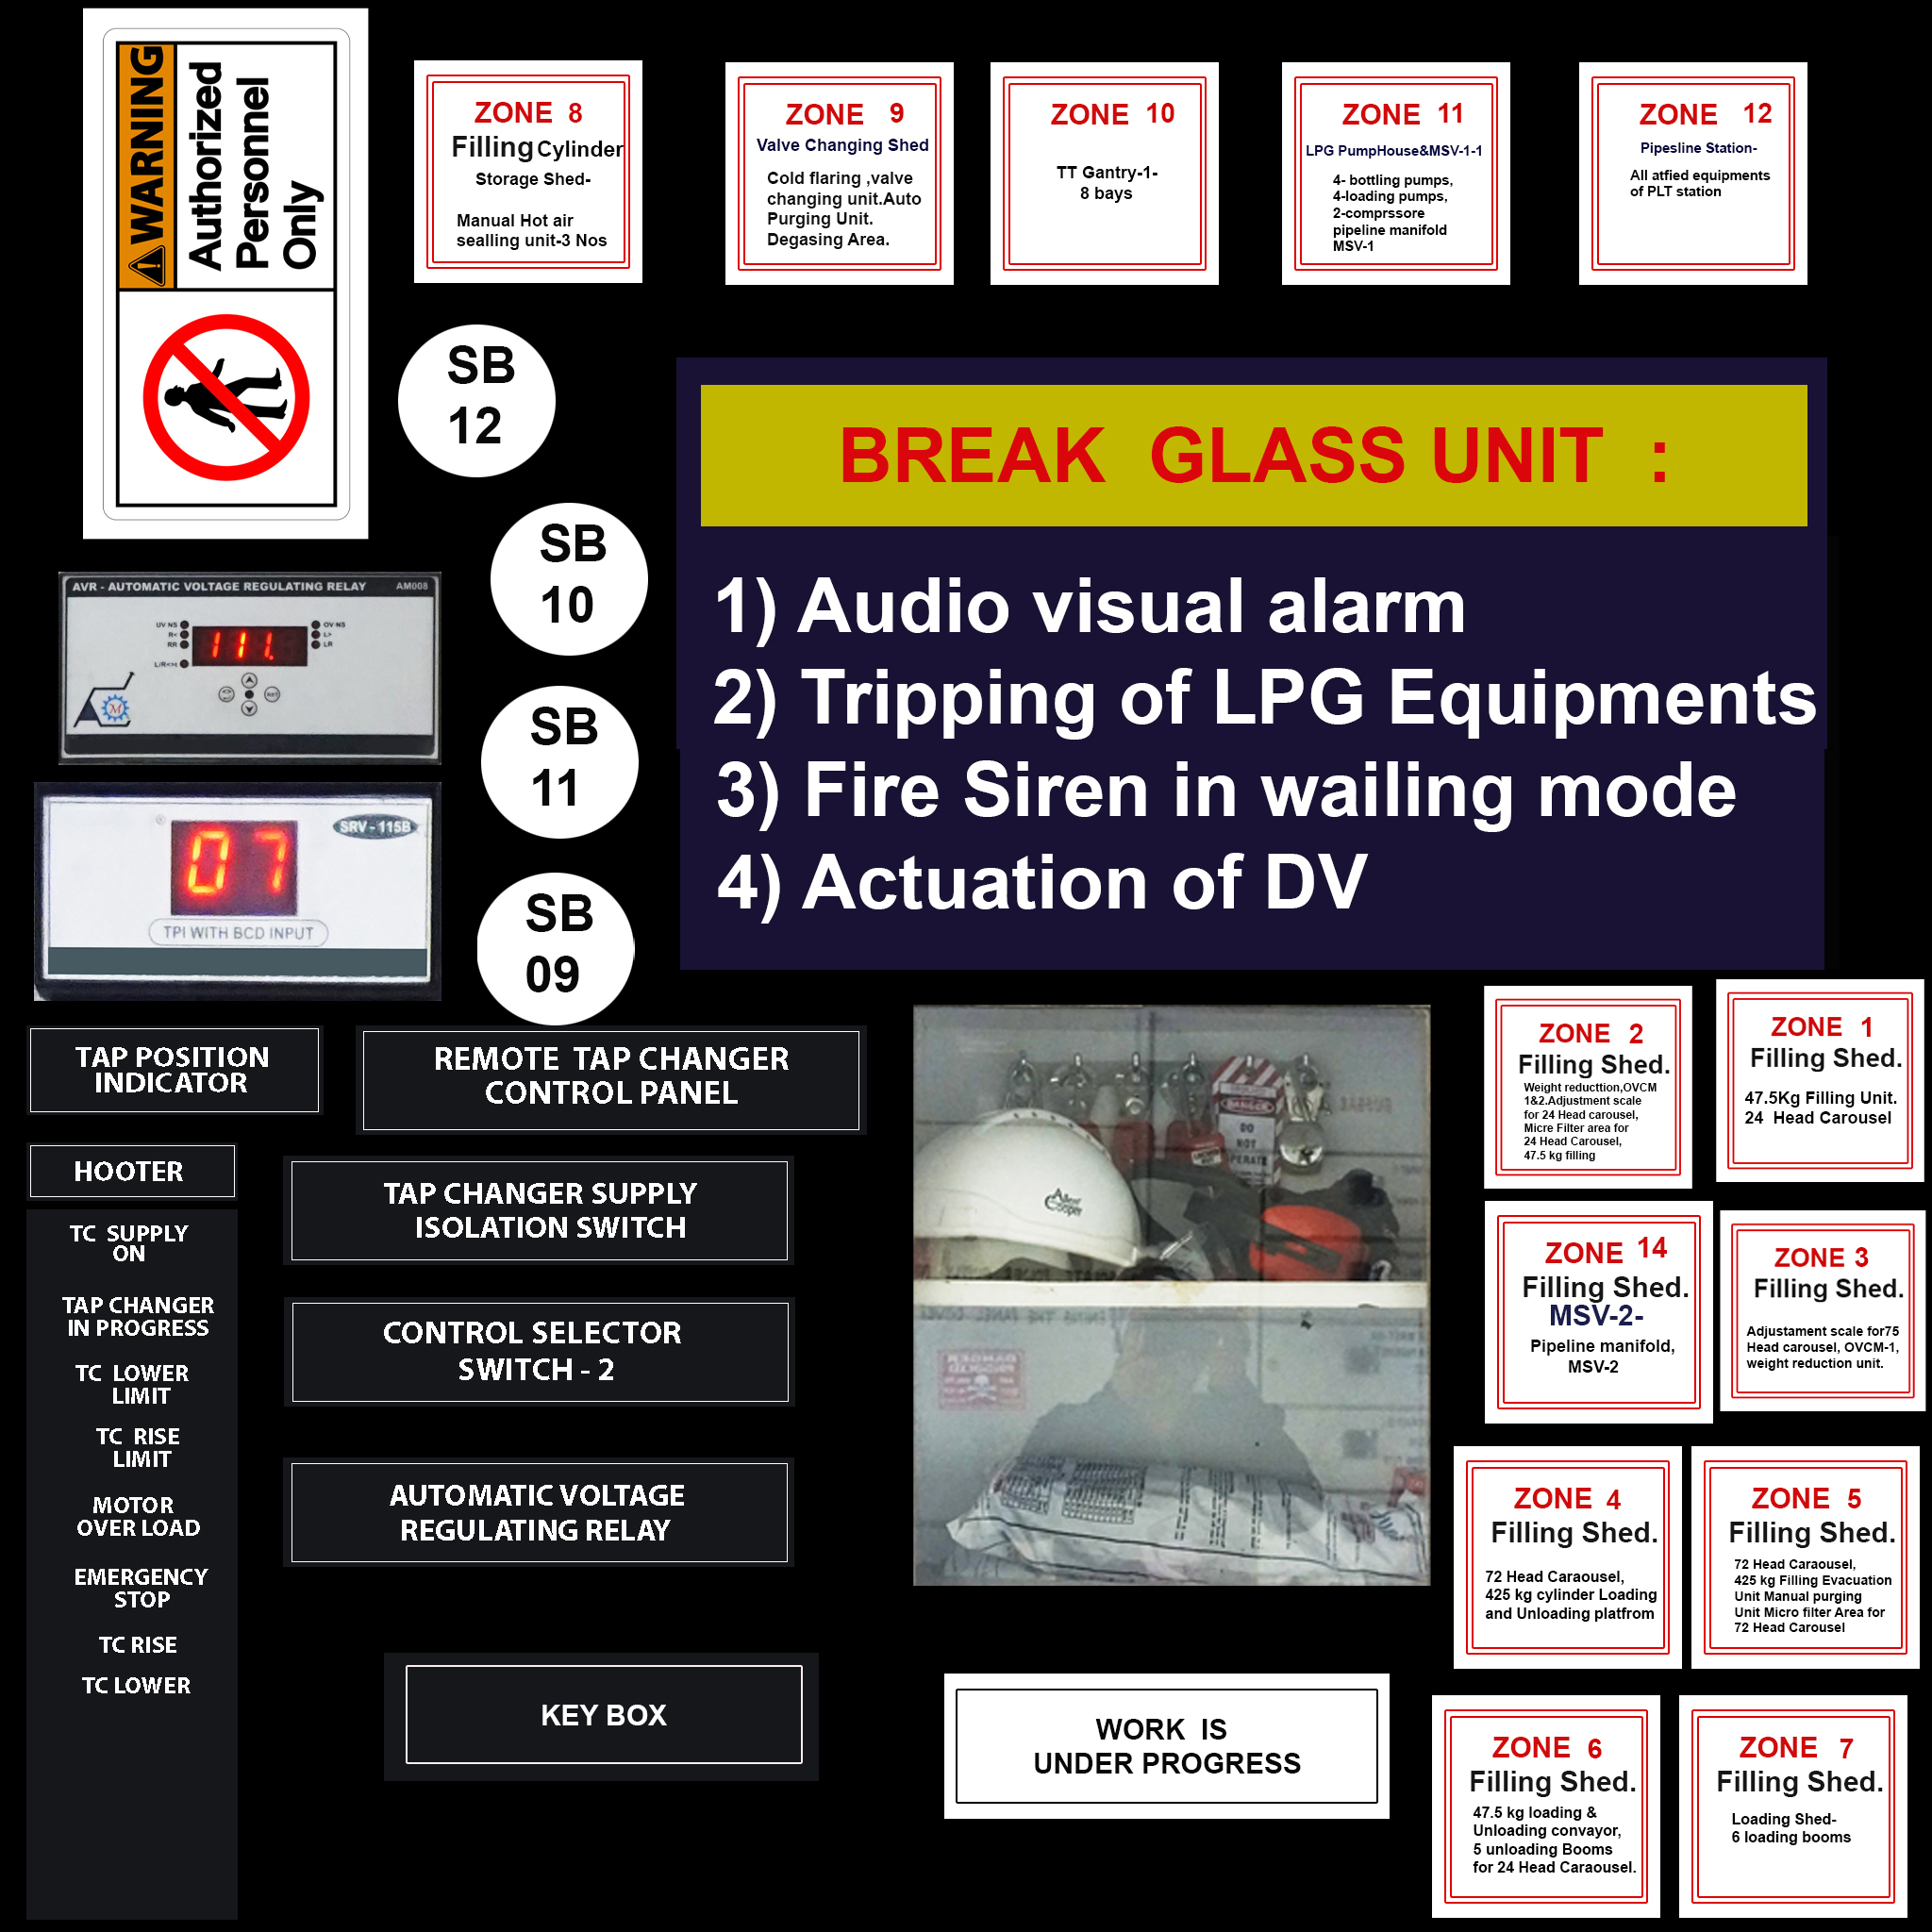 WARNING
Authorized
Personnel
Only
ZONE 8
Filling Cylinder
Storage Shed-
Manual Hot air
sealling unit-3 Nos
ZONE 9
Valve Changing Shed
Cold flaring ,valve
changing unit.Auto
Purging Unit.
Degasing Area.
ZONE 10
TT Gantry-1-
8 bays
ZONE 11
LPG PumpHouse&MSV-1-1
4- bottling pumps,
4-loading pumps,
2-comprssore
pipeline manifold
MSV-1
ZONE 12
Pipesline Station-
All atfied equipments
of PLT station
SB
12
SB
10
SB
11
SB
09
BREAK GLASS UNIT :
1) Audio visual alarm
2) Tripping of LPG Equipments
3) Fire Siren in wailing mode
4) Actuation of DV
AVR - AUTOMATIC VOLTAGE REGULATING RELAY AM008
UV NS
R<
RR
L/R<>I
OV NS
L>
LR
111.
M
SRV - 115B
07
TPI WITH BCD INPUT
TAP POSITION
INDICATOR
REMOTE TAP CHANGER
CONTROL PANEL
HOOTER
TAP CHANGER SUPPLY
ISOLATION SWITCH
TC SUPPLY
ON
TAP CHANGER
IN PROGRESS
TC LOWER
LIMIT
TC RISE
LIMIT
MOTOR
OVER LOAD
EMERGENCY
STOP
TC RISE
TC LOWER
CONTROL SELECTOR
SWITCH - 2
AUTOMATIC VOLTAGE
REGULATING RELAY
KEY BOX
DANGER
DO
NOT
OPERATE
Allen
Cooper
WORK IS
UNDER PROGRESS
ZONE 2
Filling Shed.
Weight reducttion,OVCM
1&2.Adjustment scale
for 24 Head carousel,
Micre Filter area for
24 Head Carousel,
47.5 kg filling
ZONE 1
Filling Shed.
47.5Kg Filling Unit.
24 Head Carousel
ZONE 14
Filling Shed.
MSV-2-
Pipeline manifold,
MSV-2
ZONE 3
Filling Shed.
Adjustament scale for75
Head carousel, OVCM-1,
weight reduction unit.
ZONE 4
Filling Shed.
72 Head Caraousel,
425 kg cylinder Loading
and Unloading platfrom
ZONE 5
Filling Shed.
72 Head Caraousel,
425 kg Filling Evacuation
Unit Manual purging
Unit Micro filter Area for
72 Head Carousel
ZONE 6
Filling Shed.
47.5 kg loading &
Unloading convayor,
5 unloading Booms
for 24 Head Caraousel.
ZONE 7
Filling Shed.
Loading Shed-
6 loading booms